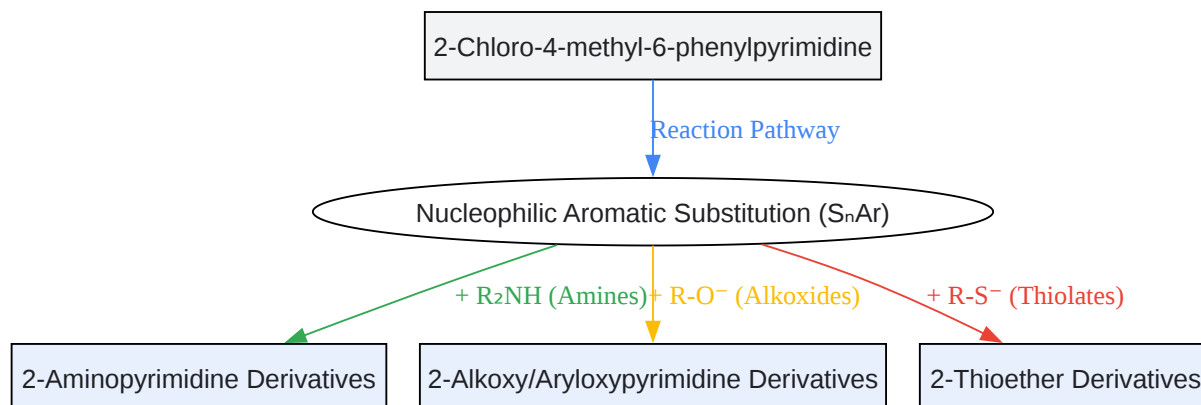 2-Chloro-4-methyl-6-phenylpyrimidine
Reaction Pathway
Nucleophilic Aromatic Substitution (SₙAr)
+ R₂NH (Amines)
+ R-O⁻ (Alkoxides)
+ R-S⁻ (Thiolates)
2-Aminopyrimidine Derivatives
2-Alkoxy/Aryloxypyrimidine Derivatives
2-Thioether Derivatives